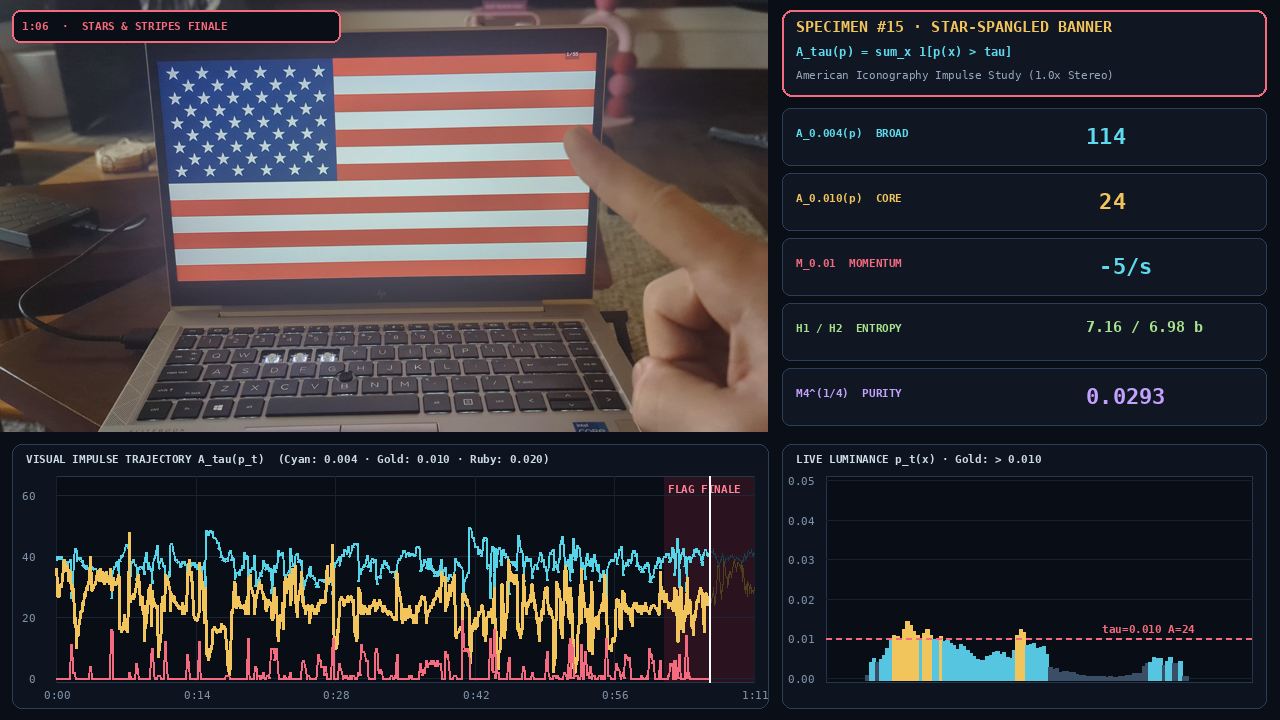 1:06 · STARS & STRIPES FINALE
SPECIMEN #15 · STAR-SPANGLED BANNER
A_tau(p) = sum_x 1[p(x) > tau]
American Iconography Impulse Study (1.0x Stereo)
A_0.004(p) BROAD 114
A_0.010(p) CORE 24
M_0.01 MOMENTUM -5/s
H1 / H2 ENTROPY 7.16 / 6.98 b
M4^(1/4) PURITY 0.0293
VISUAL IMPULSE TRAJECTORY A_tau(p_t) (Cyan: 0.004 · Gold: 0.010 · Ruby: 0.020)
FLAG FINALE
60
40
20
0
0:00 0:14 0:28 0:42 0:56 1:11
LIVE LUMINANCE p_t(x) · Gold: > 0.010
0.05
0.04
0.03
0.02
0.01
0.00
tau=0.010 A=24
hp
Q W Y U I O P
A S D F G H J K L
Z X C V B N M
intel